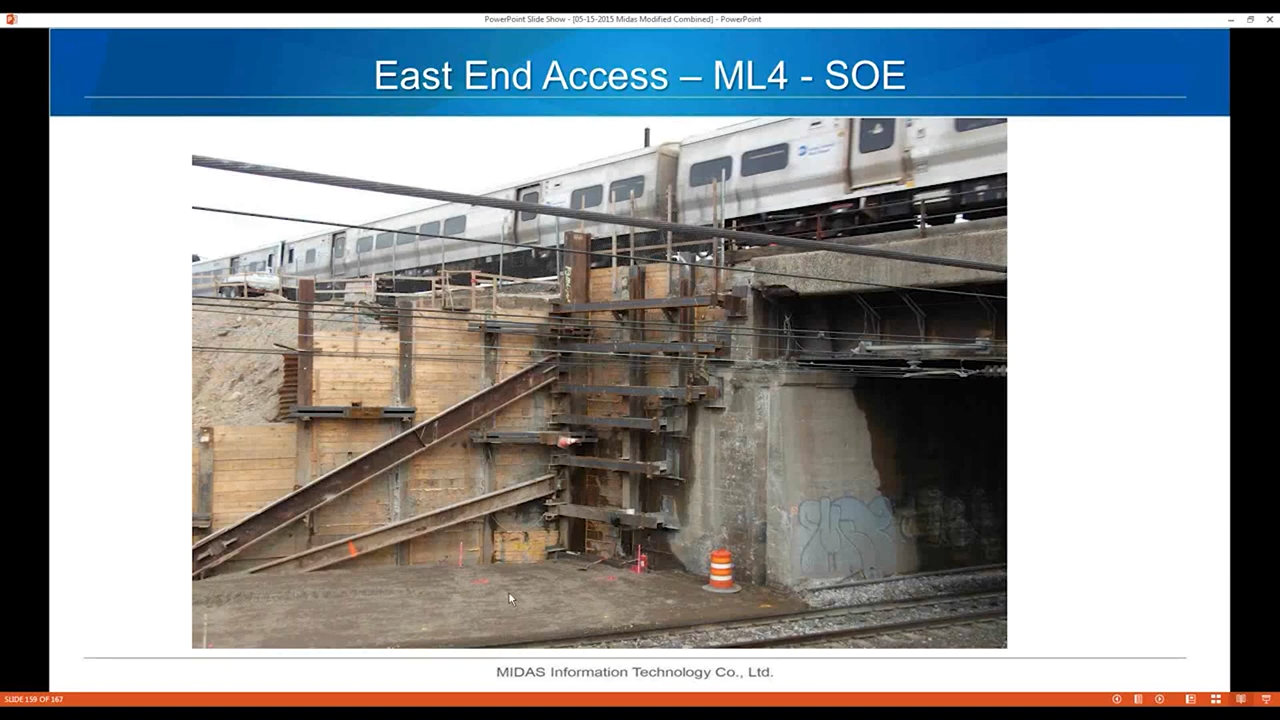 PowerPoint Slide Show - [05-15-2015 Midas Modified Combined] - PowerPoint
East End Access – ML4 - SOE
MIDAS Information Technology Co., Ltd.
SLIDE 159 OF 167